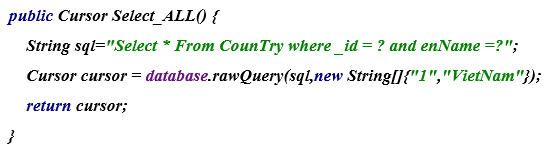 public Cursor Select_ALL() {
String sql="Select * From CounTry where _id = ? and enName =?";
Cursor cursor = database.rawQuery(sql,new String[]{"1","VietNam"});
return cursor;
}